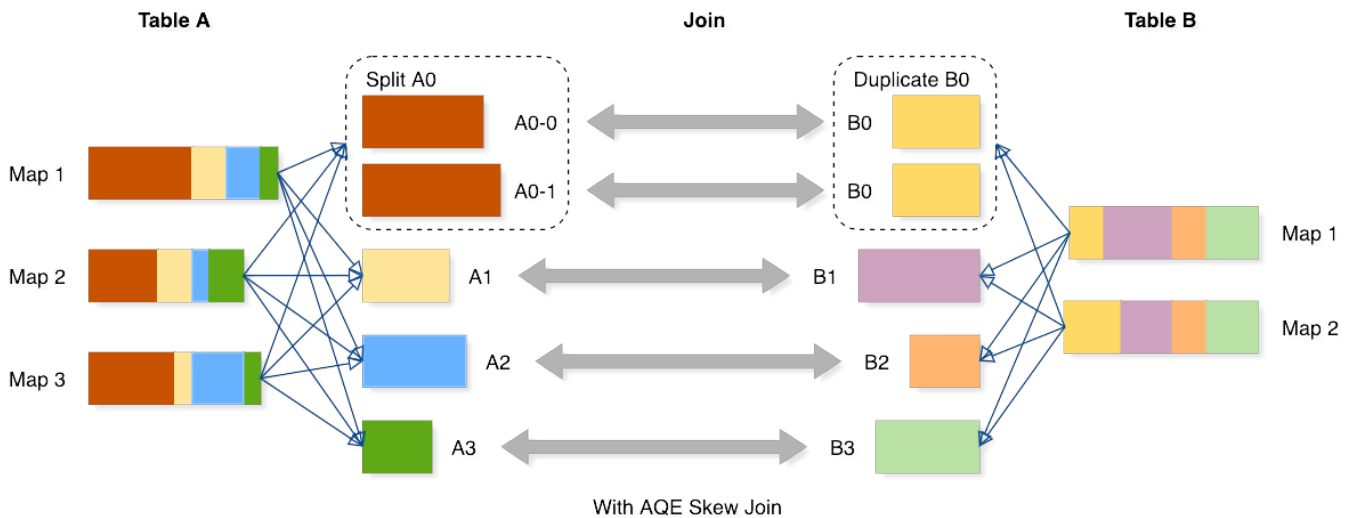 Table A
Join
Table B
Split A0
Duplicate B0
A0-0
B0
Map 1
A0-1
B0
Map 1
Map 2
A1
B1
Map 2
A2
B2
Map 3
A3
B3
With AQE Skew Join